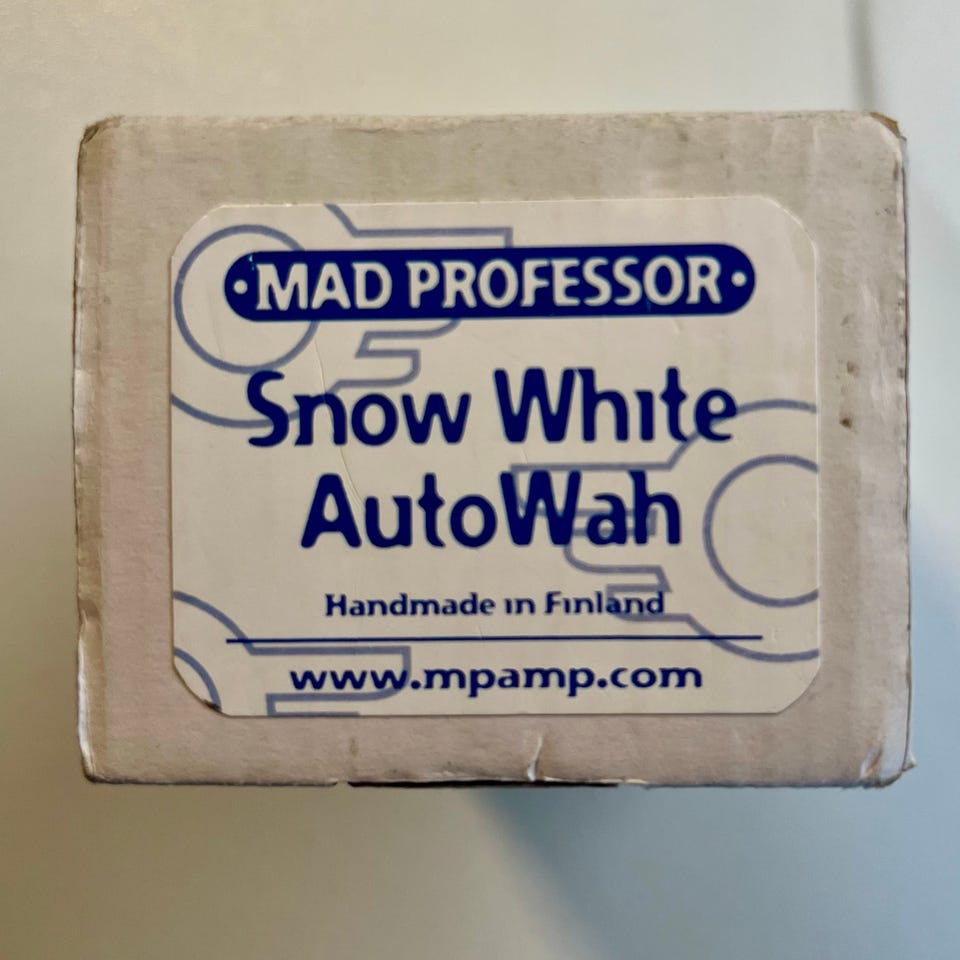 ·MAD PROFESSOR·
Snow White
AutoWah
Handmade in Finland
www.mpamp.com